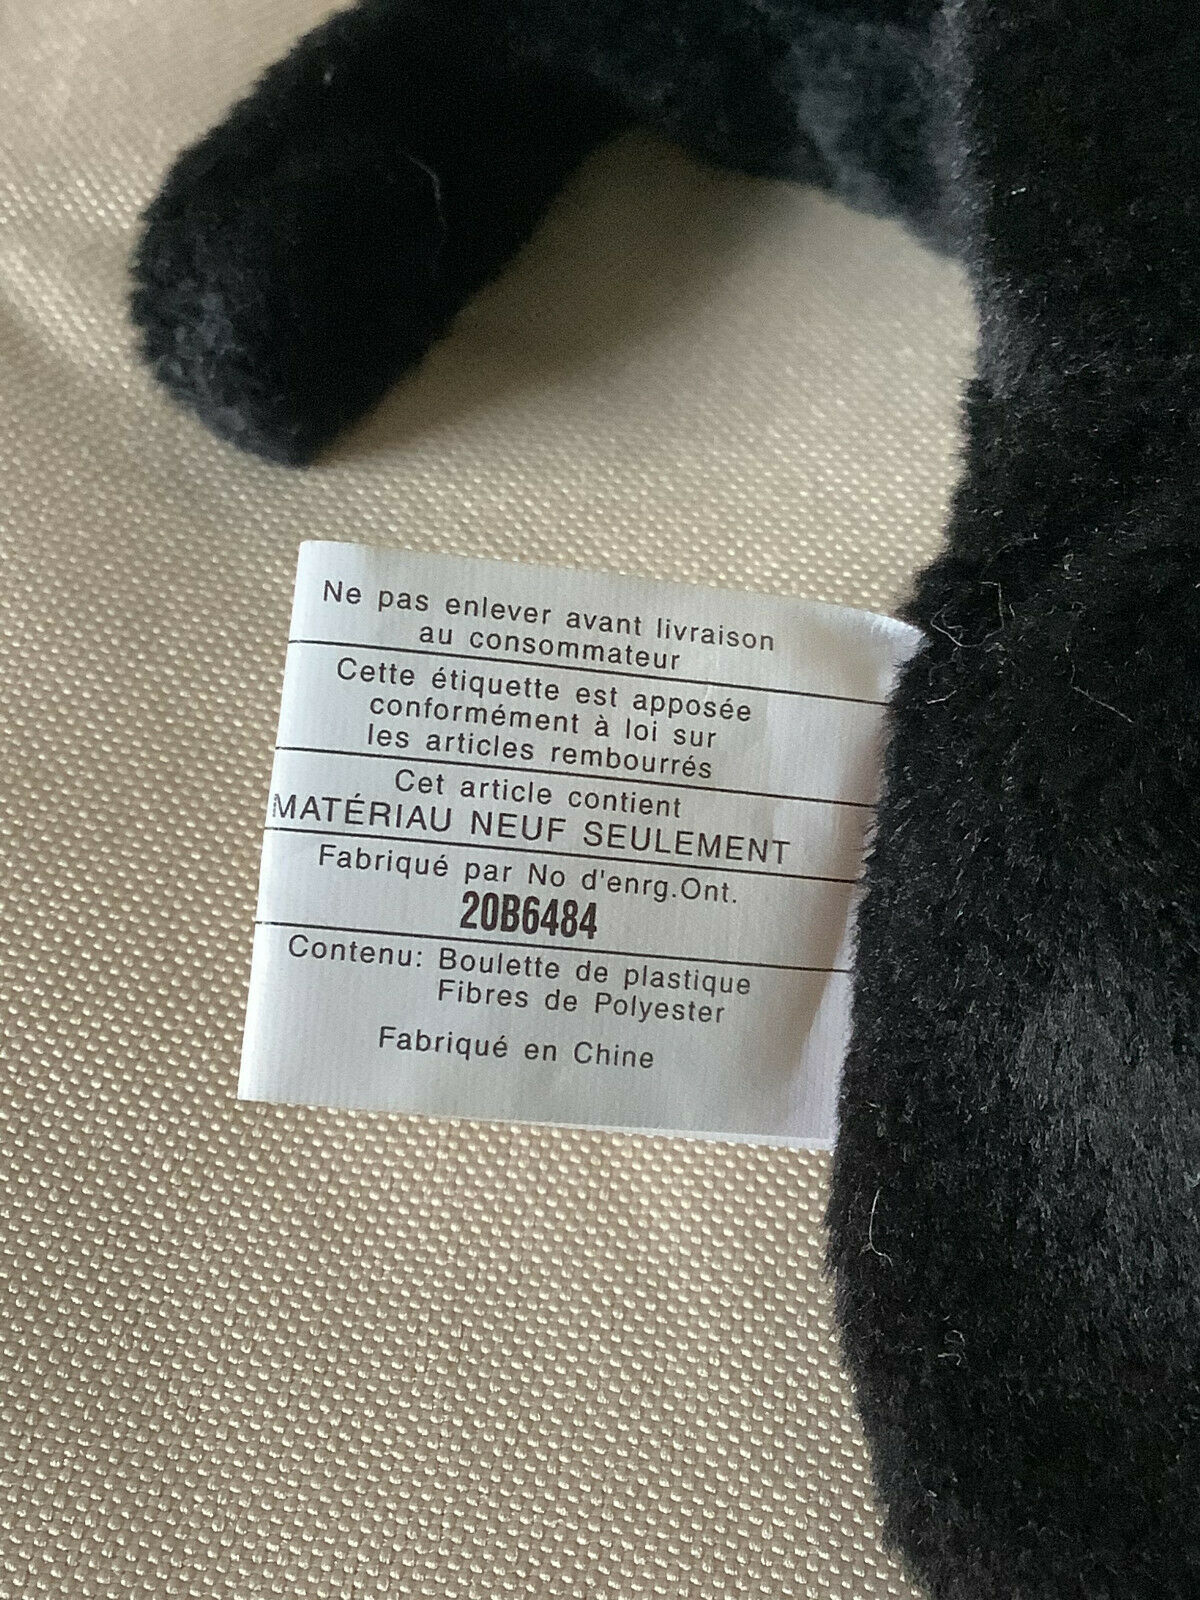 Ne pas enlever avant livraison
au consommateur
Cette étiquette est apposée
conformément à loi sur
les articles rembourrés
Cet article contient
MATÉRIAU NEUF SEULEMENT
Fabriqué par No d'enrg.Ont.
20B6484
Contenu: Boulette de plastique
Fibres de Polyester
Fabriqué en Chine